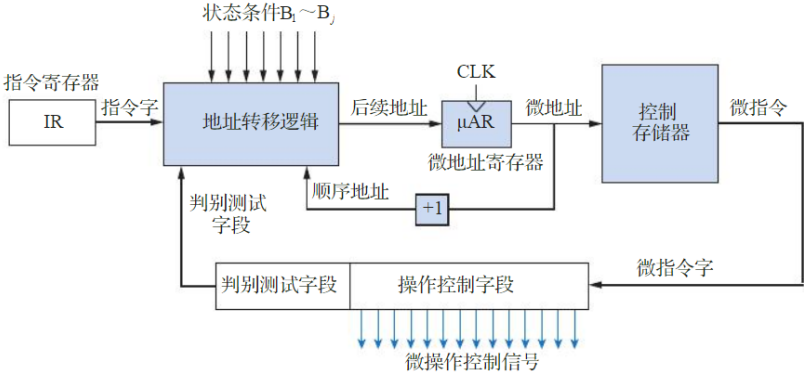 状态条件B₁～Bⱼ
指令寄存器
IR
指令字
地址转移逻辑
后续地址
CLK
μAR
微地址寄存器
微地址
控制
存储器
微指令
判别测试
字段
顺序地址
+1
微指令字
判别测试字段
操作控制字段
微操作控制信号